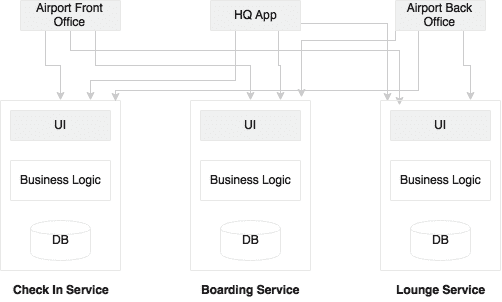 Airport Front
Office
HQ App
Airport Back
Office
UI
UI
UI
Business Logic
Business Logic
Business Logic
DB
DB
DB
Check In Service
Boarding Service
Lounge Service